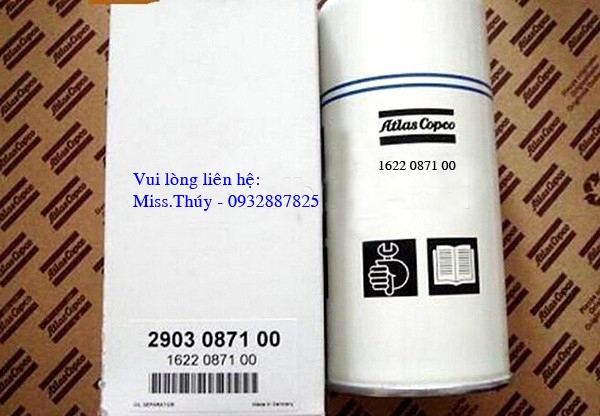 Vui lòng liên hệ:
Miss.Thúy - 0932887825
2903 0871 00
1622 0871 00
OIL SEPARATOR Made in Germany
Atlas Copco
1622 0871 00